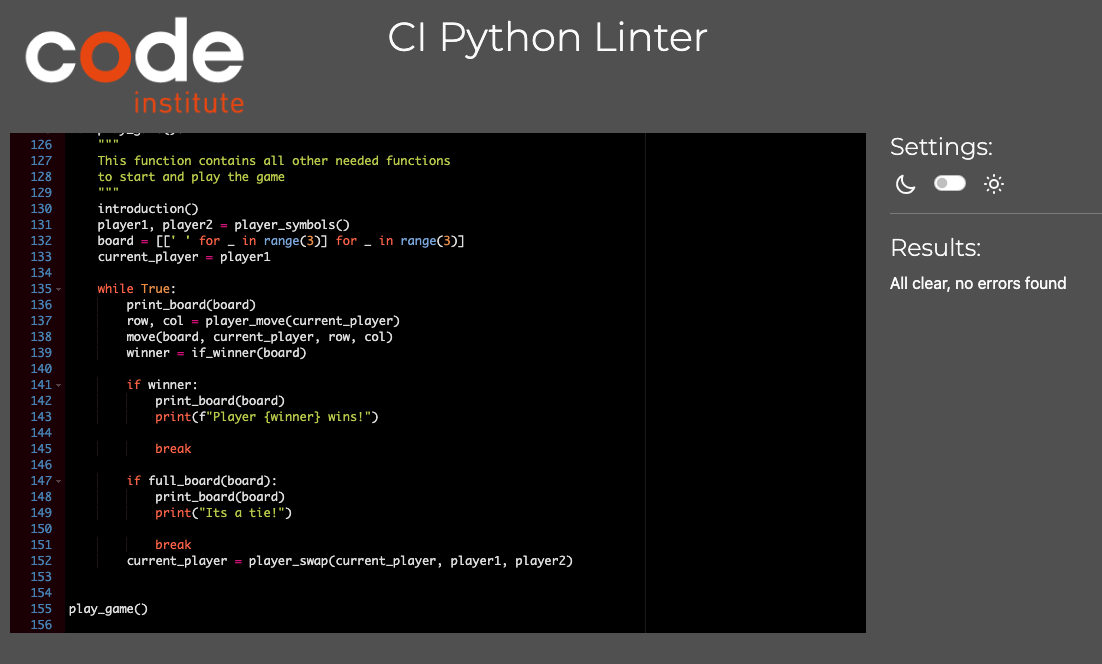 code
institute
CI Python Linter
126 """
127 This function contains all other needed functions
128 to start and play the game
129 """
130 introduction()
131 player1, player2 = player_symbols()
132 board = [[' ' for _ in range(3)] for _ in range(3)]
133 current_player = player1
134
135 while True:
136 print_board(board)
137 row, col = player_move(current_player)
138 move(board, current_player, row, col)
139 winner = if_winner(board)
140
141 if winner:
142 print_board(board)
143 print(f"Player {winner} wins!")
144
145 break
146
147 if full_board(board):
148 print_board(board)
149 print("Its a tie!")
150
151 break
152 current_player = player_swap(current_player, player1, player2)
153
154
155 play_game()
156
Settings:
Results:
All clear, no errors found